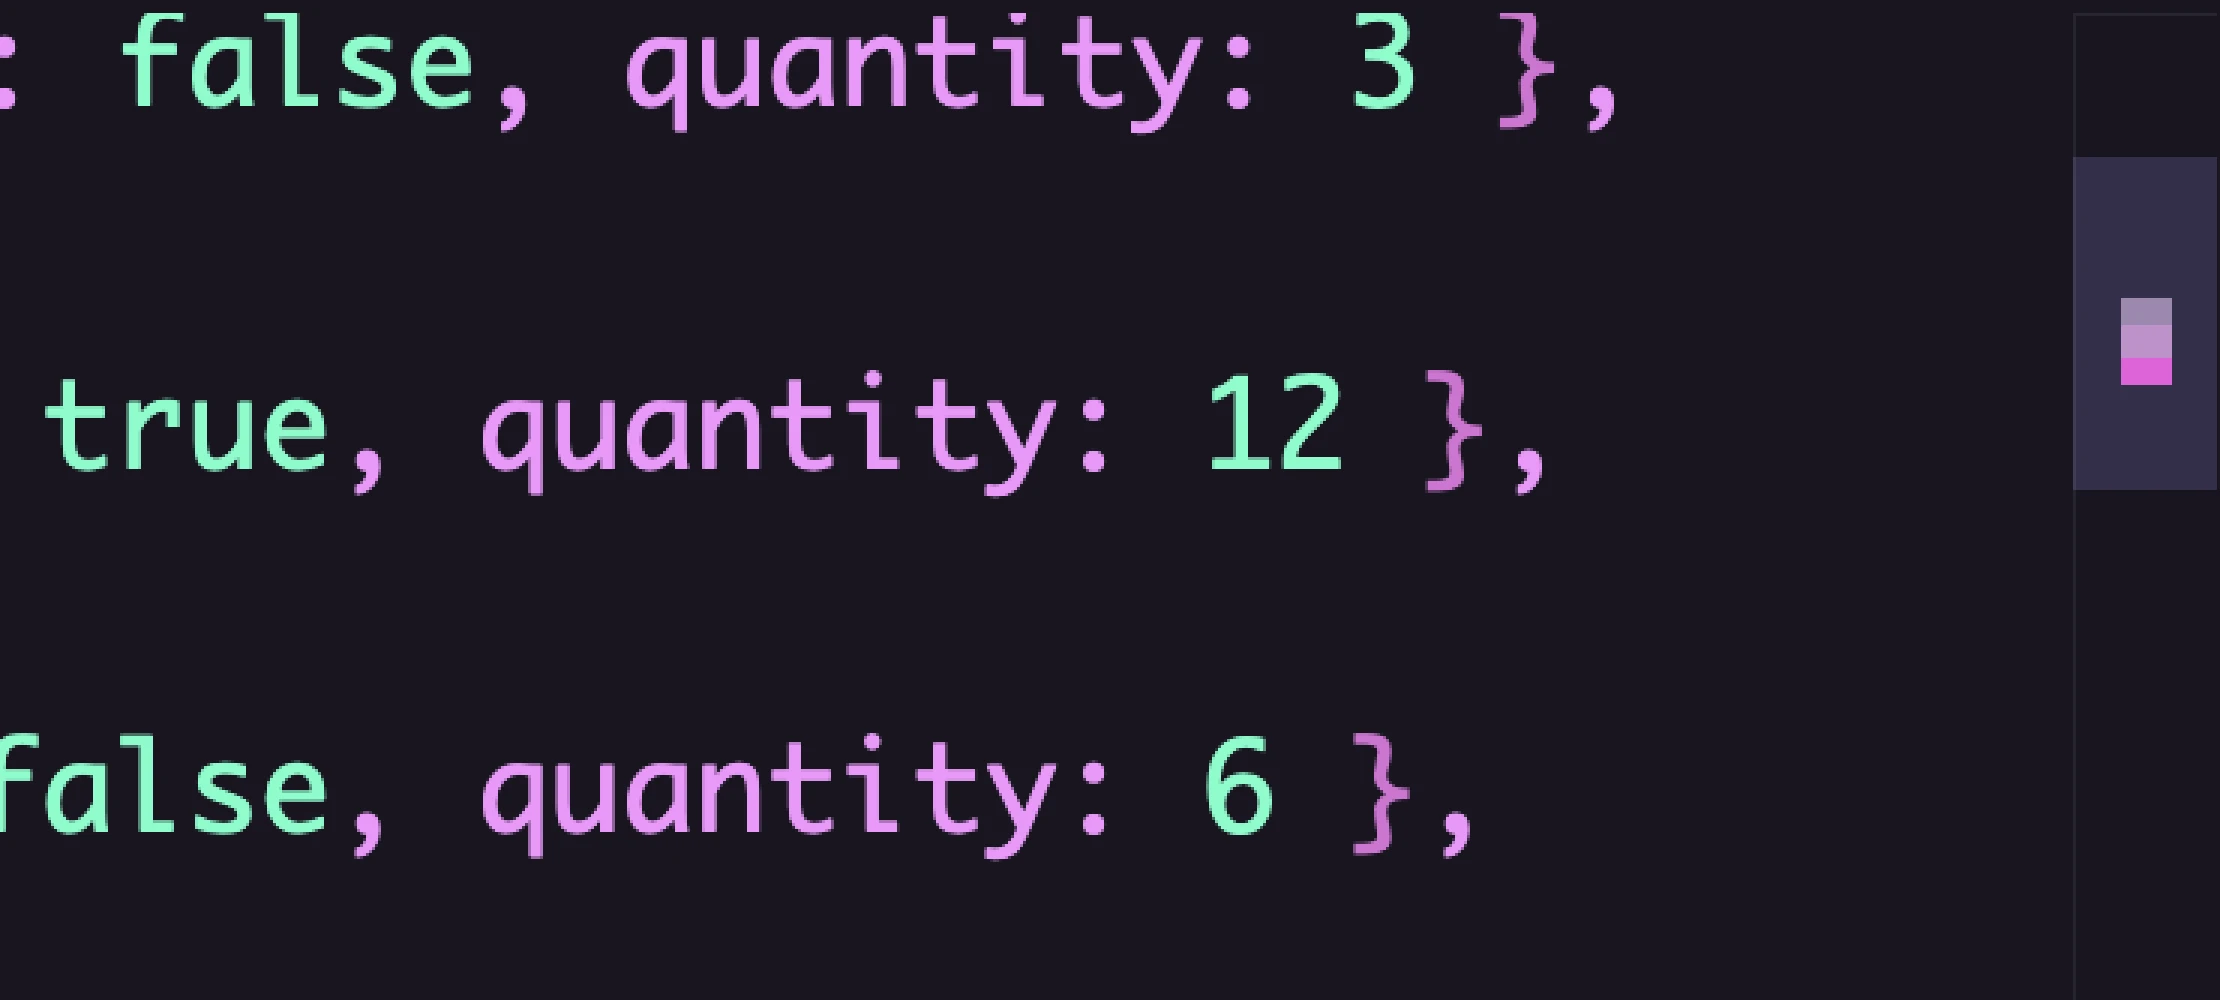 : false, quantity: 3 },
true, quantity: 12 },
false, quantity: 6 },